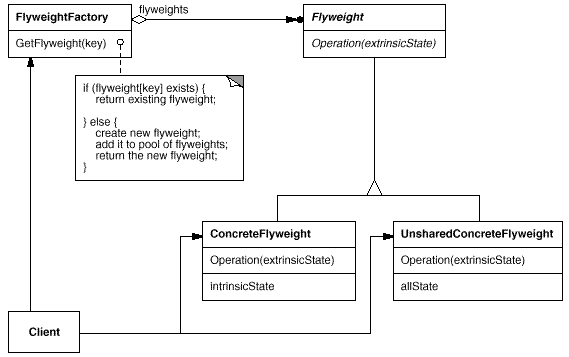 FlyweightFactory
flyweights
Flyweight
GetFlyweight(key)
Operation(extrinsicState)
if (flyweight[key] exists) {
return existing flyweight;
} else {
create new flyweight;
add it to pool of flyweights;
return the new flyweight;
}
ConcreteFlyweight
Operation(extrinsicState)
intrinsicState
UnsharedConcreteFlyweight
Operation(extrinsicState)
allState
Client